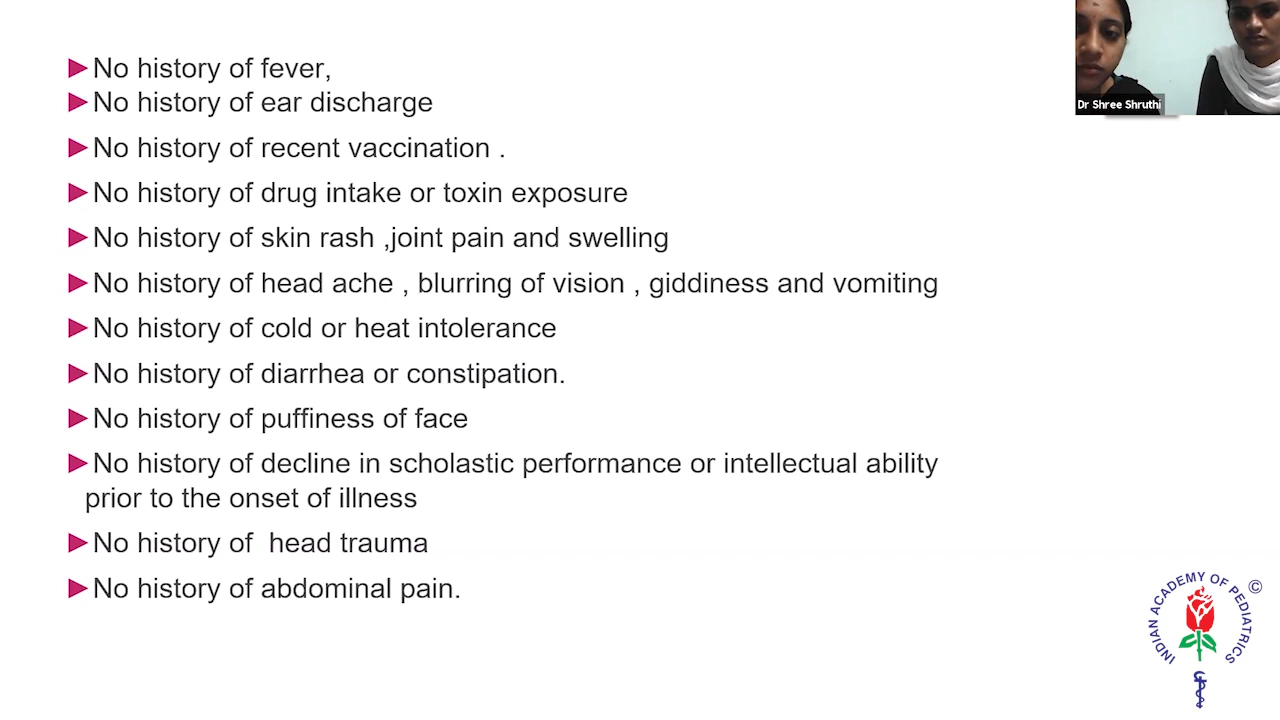 ►No history of fever,
►No history of ear discharge
►No history of recent vaccination .
►No history of drug intake or toxin exposure
►No history of skin rash ,joint pain and swelling
►No history of head ache , blurring of vision , giddiness and vomiting
►No history of cold or heat intolerance
►No history of diarrhea or constipation.
►No history of puffiness of face
►No history of decline in scholastic performance or intellectual ability
prior to the onset of illness
►No history of  head trauma
►No history of abdominal pain.
Dr Shree Shruthi
INDIAN ACADEMY OF PEDIATRICS
©